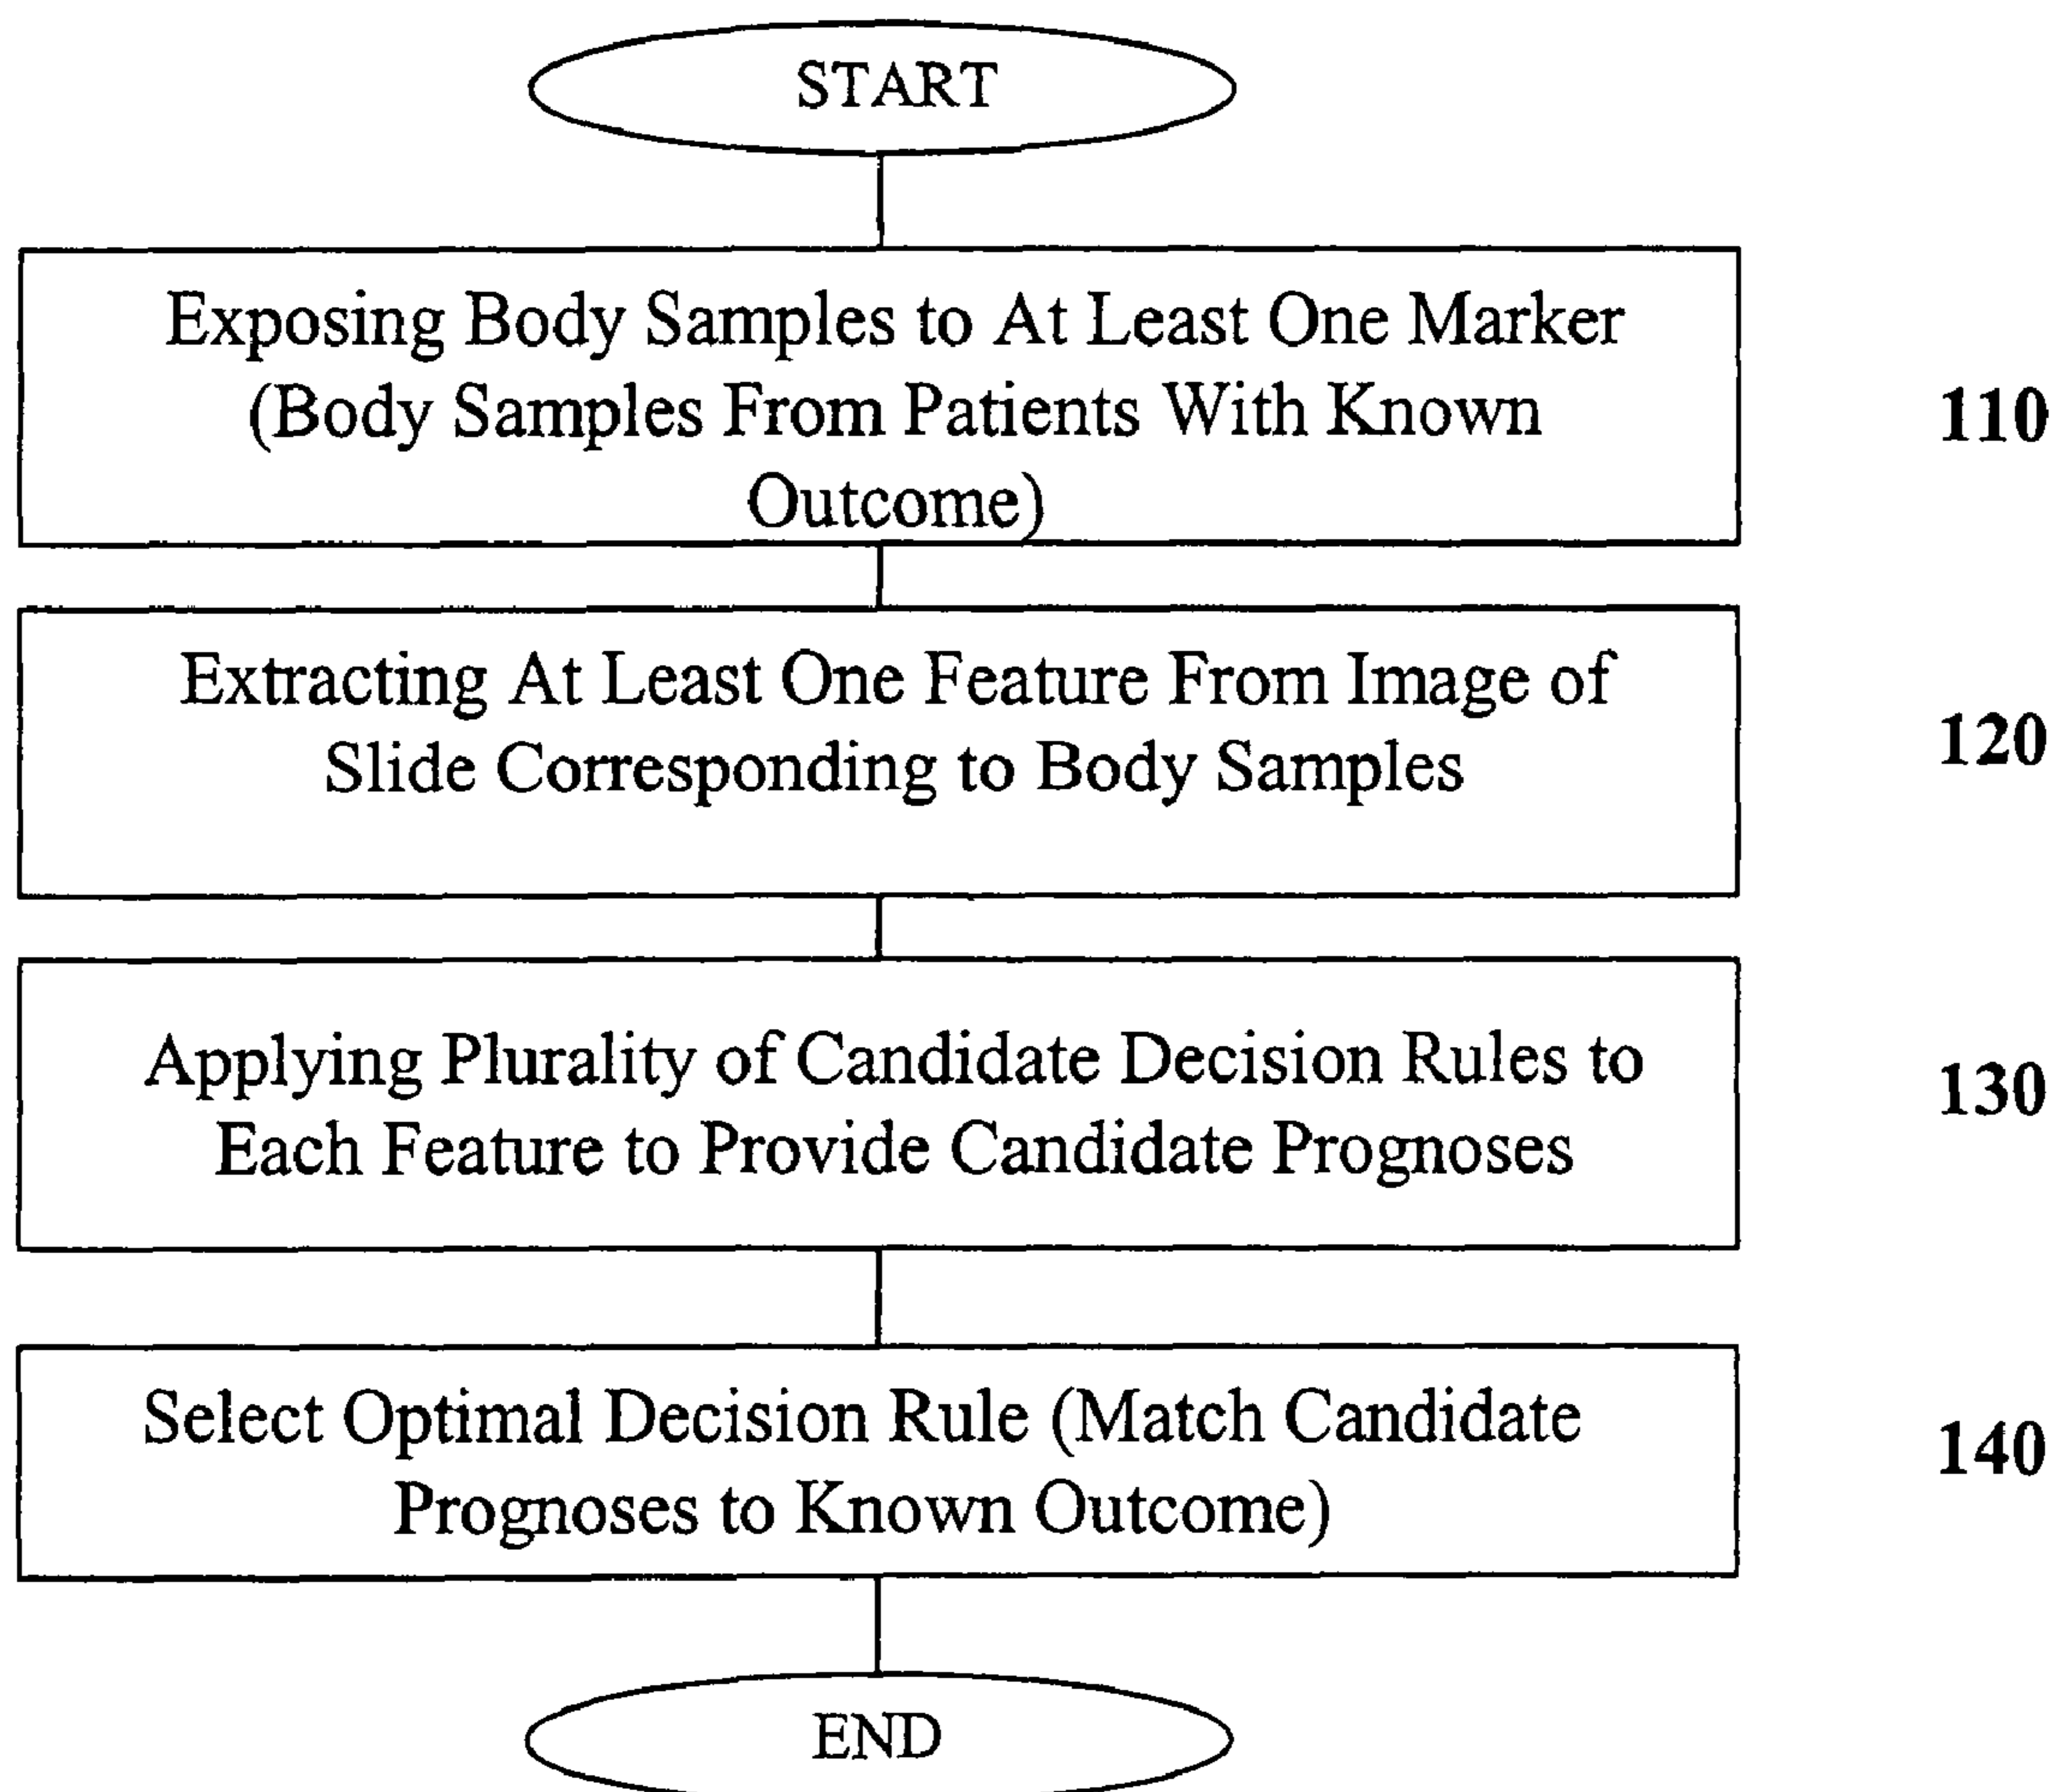 START
Exposing Body Samples to At Least One Marker
(Body Samples From Patients With Known
Outcome)
110
Extracting At Least One Feature From Image of
Slide Corresponding to Body Samples
120
Applying Plurality of Candidate Decision Rules to
Each Feature to Provide Candidate Prognoses
130
Select Optimal Decision Rule (Match Candidate
Prognoses to Known Outcome)
140
END